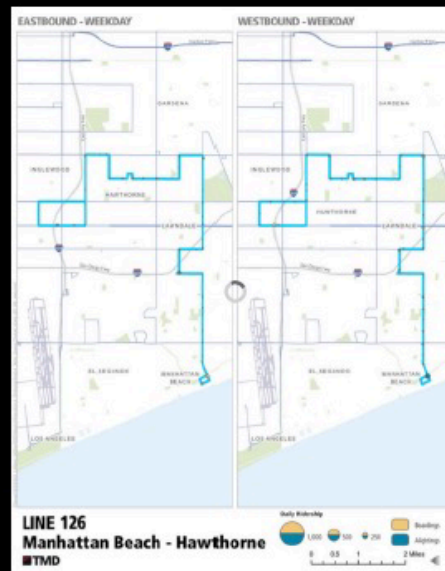 EASTBOUND - WEEKDAY
WESTBOUND - WEEKDAY
GARDENA
GARDENA
INGLEWOOD
INGLEWOOD
HAWTHORNE
HAWTHORNE
LAWNDALE
LAWNDALE
EL SEGUNDO
EL SEGUNDO
MANHATTAN
BEACH
MANHATTAN
BEACH
LOS ANGELES
LOS ANGELES
LINE 126
Manhattan Beach - Hawthorne
TMD
Daily Ridership
1,000
500
250
Boardings
Alightings
0 0.5 1 2 Miles